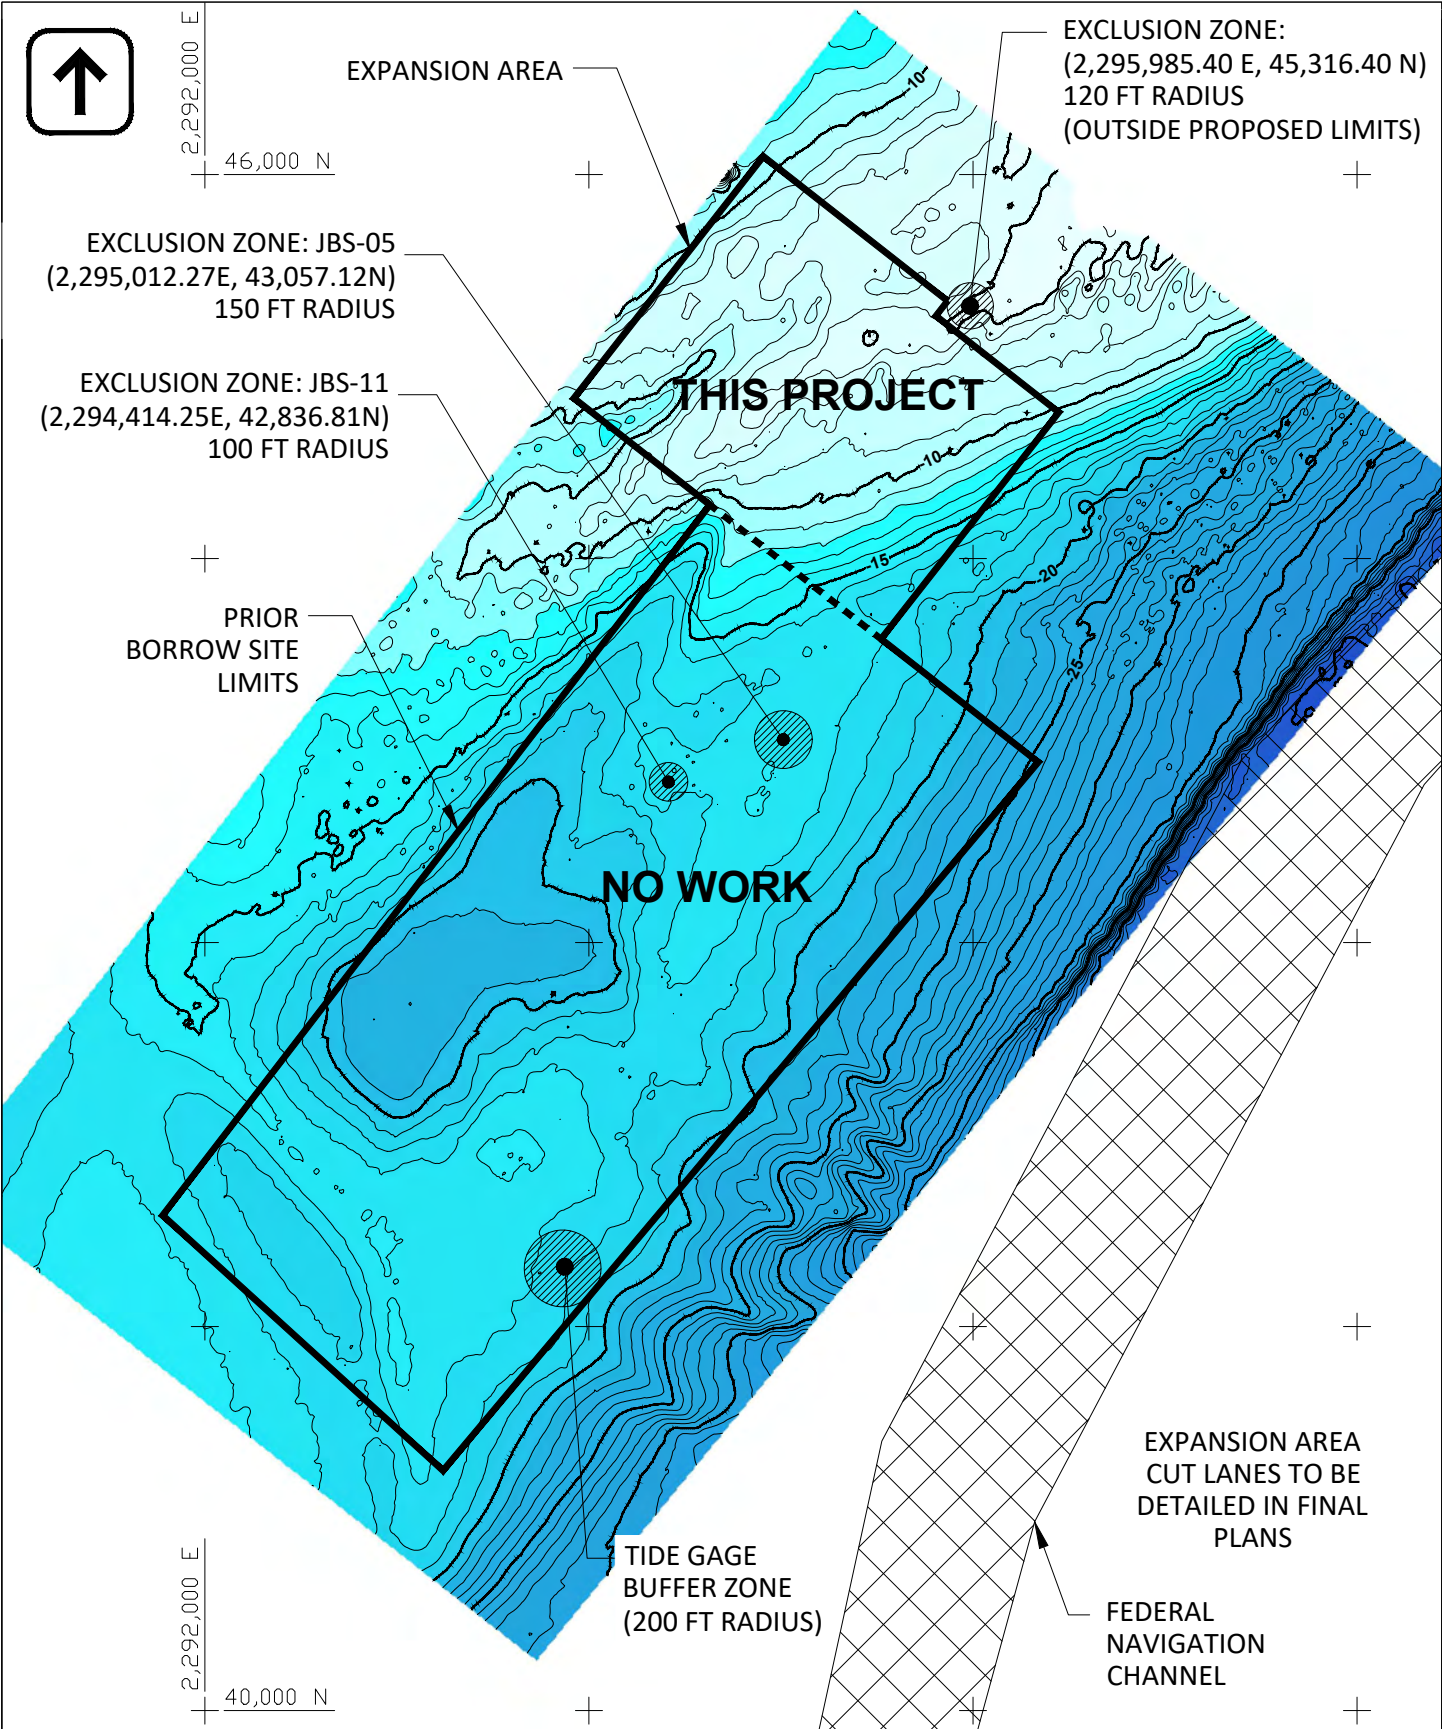 2,292,000 E
46,000 N
EXPANSION AREA
EXCLUSION ZONE:
(2,295,985.40 E, 45,316.40 N)
120 FT RADIUS
(OUTSIDE PROPOSED LIMITS)
EXCLUSION ZONE: JBS-05
(2,295,012.27E, 43,057.12N)
150 FT RADIUS
EXCLUSION ZONE: JBS-11
(2,294,414.25E, 42,836.81N)
100 FT RADIUS
-10
THIS PROJECT
-10
-15
-20
-25
PRIOR
BORROW SITE
LIMITS
NO WORK
EXPANSION AREA
CUT LANES TO BE
DETAILED IN FINAL
PLANS
TIDE GAGE
BUFFER ZONE
(200 FT RADIUS)
FEDERAL
NAVIGATION
CHANNEL
2,292,000 E
40,000 N